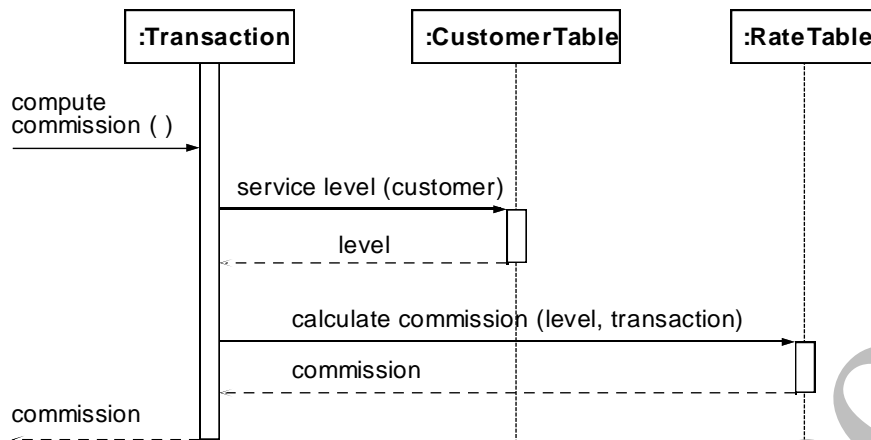 :Transaction
:CustomerTable
:RateTable
compute
commission ( )
service level (customer)
level
calculate commission (level, transaction)
commission
commission